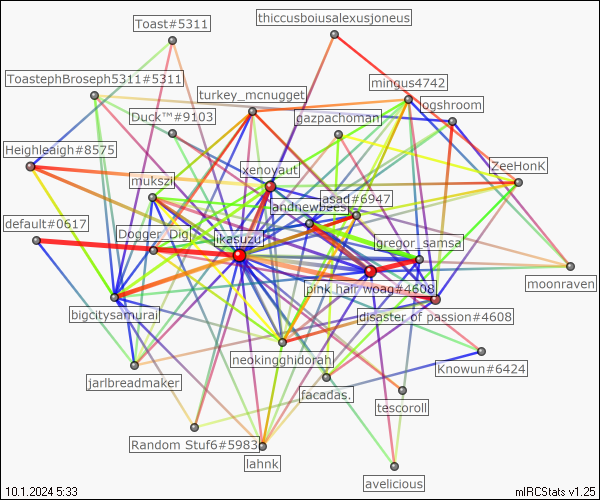 Toast#5311
thiccusboiusalexusjoneus
ToastephBroseph5311#5311
mingus4742
turkey_mcnugget
logshroom
Duck™#9103
gazpachoman
Heighleaigh#8575
xenoyaut
ZeeHonK
mukszi
asad#6947
andnewbees
default#0617
Dogger_Dig
ikasuzu
gregor_samsa
moonraven
pink hair woag#4608
bigcitysamurai
disaster of passion#4608
neokingghidorah
Knowun#6424
jarlbreadmaker
facadas.
tescoroll
Random Stuf6#5983
lahnk
avelicious
10.1.2024 5:33
mIRCStats v1.25